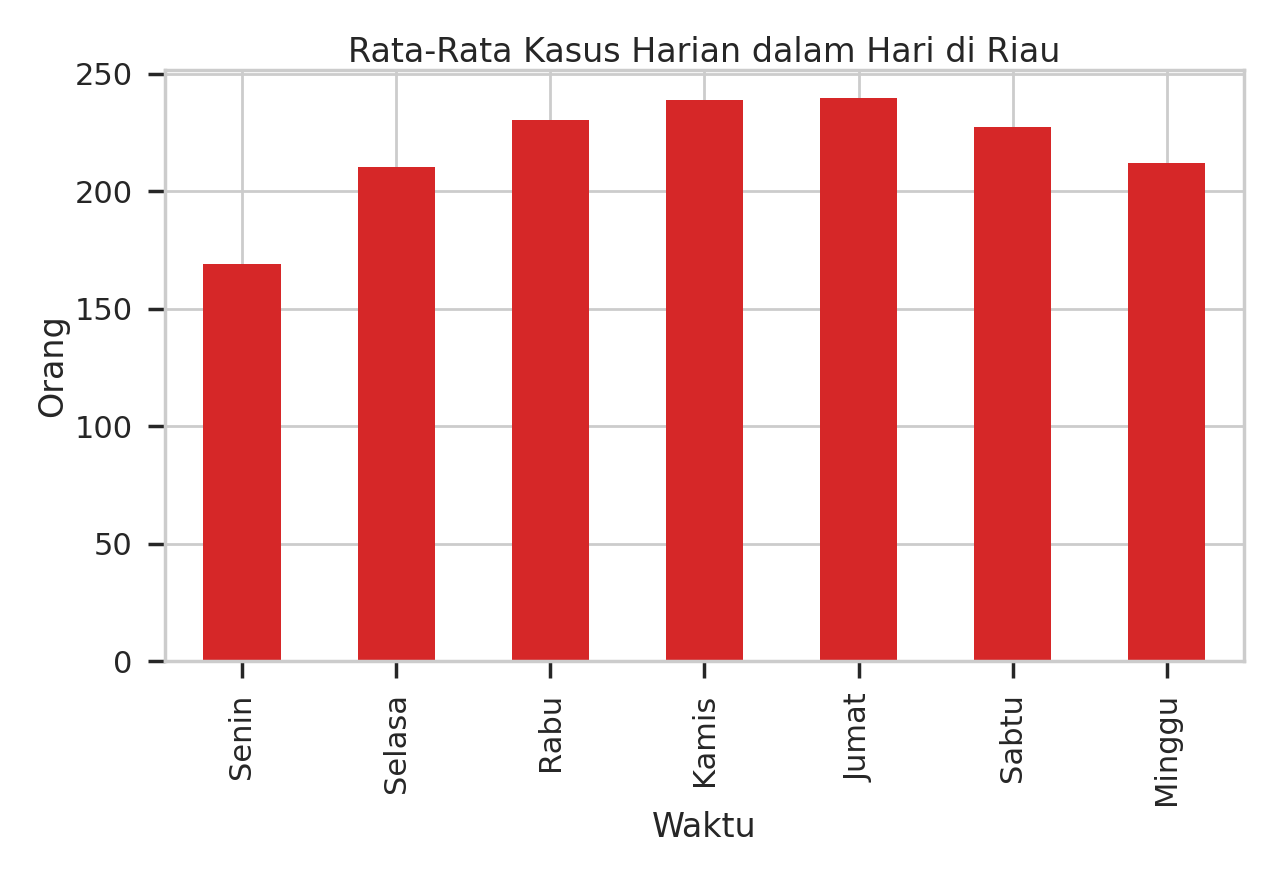 Rata-Rata Kasus Harian dalam Hari di Riau
250
200
150
100
50
0
Orang
Senin
Selasa
Rabu
Kamis
Jumat
Sabtu
Minggu
Waktu